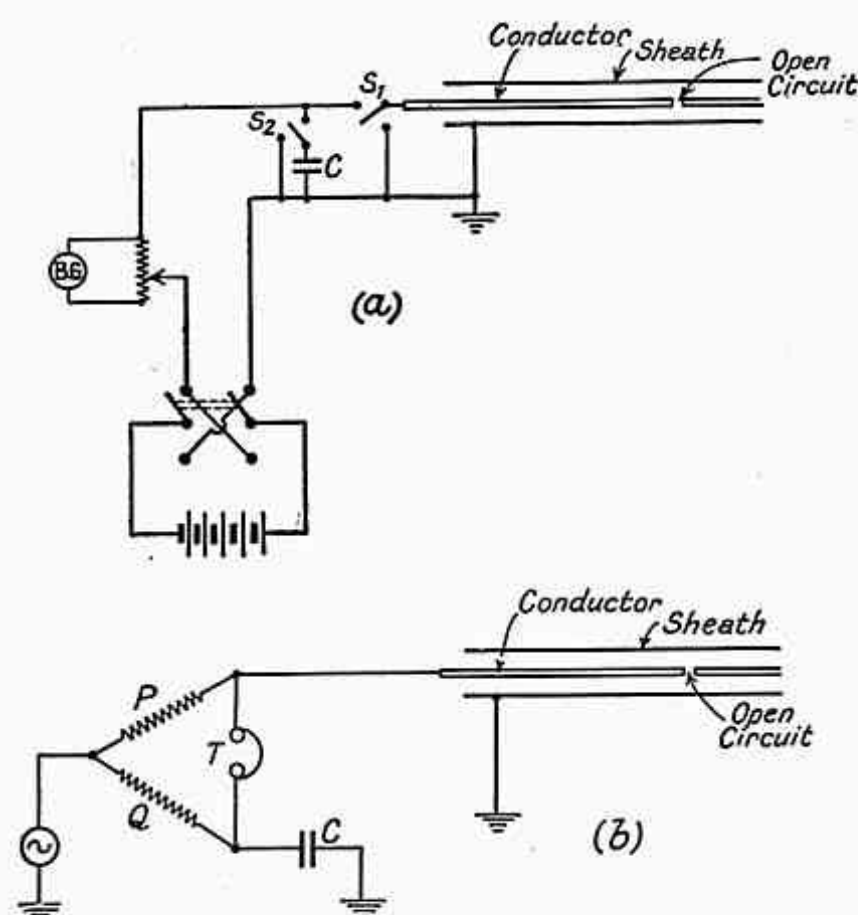 Conductor
Sheath
Open
Circuit
S1
S2
C
B.G
(a)
Conductor
Sheath
P
T
Open
Circuit
Q
C
(b)